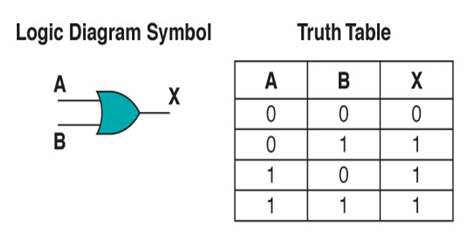 Logic Diagram Symbol
Truth Table
A
B
X
A B X
0 0 0
0 1 1
1 0 1
1 1 1